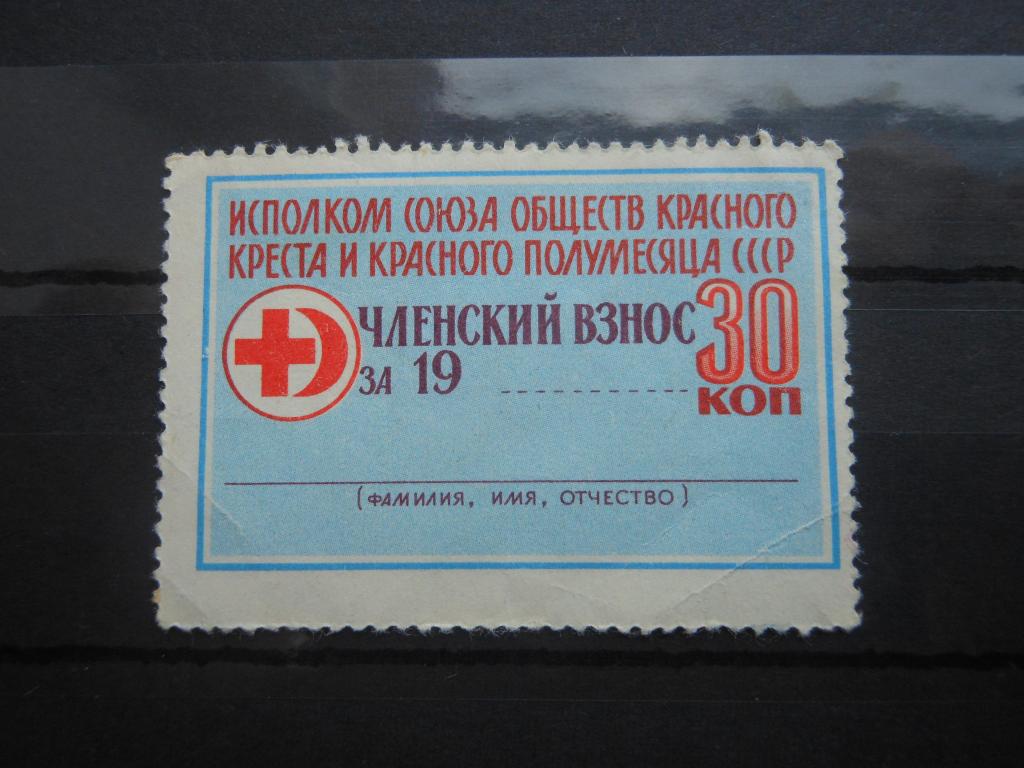 ИСПОЛКОМ СОЮЗА ОБЩЕСТВ КРАСНОГО
КРЕСТА И КРАСНОГО ПОЛУМЕСЯЦА СССР
ЧЛЕНСКИЙ ВЗНОС
ЗА 19
30
КОП
(ФАМИЛИЯ, ИМЯ, ОТЧЕСТВО)